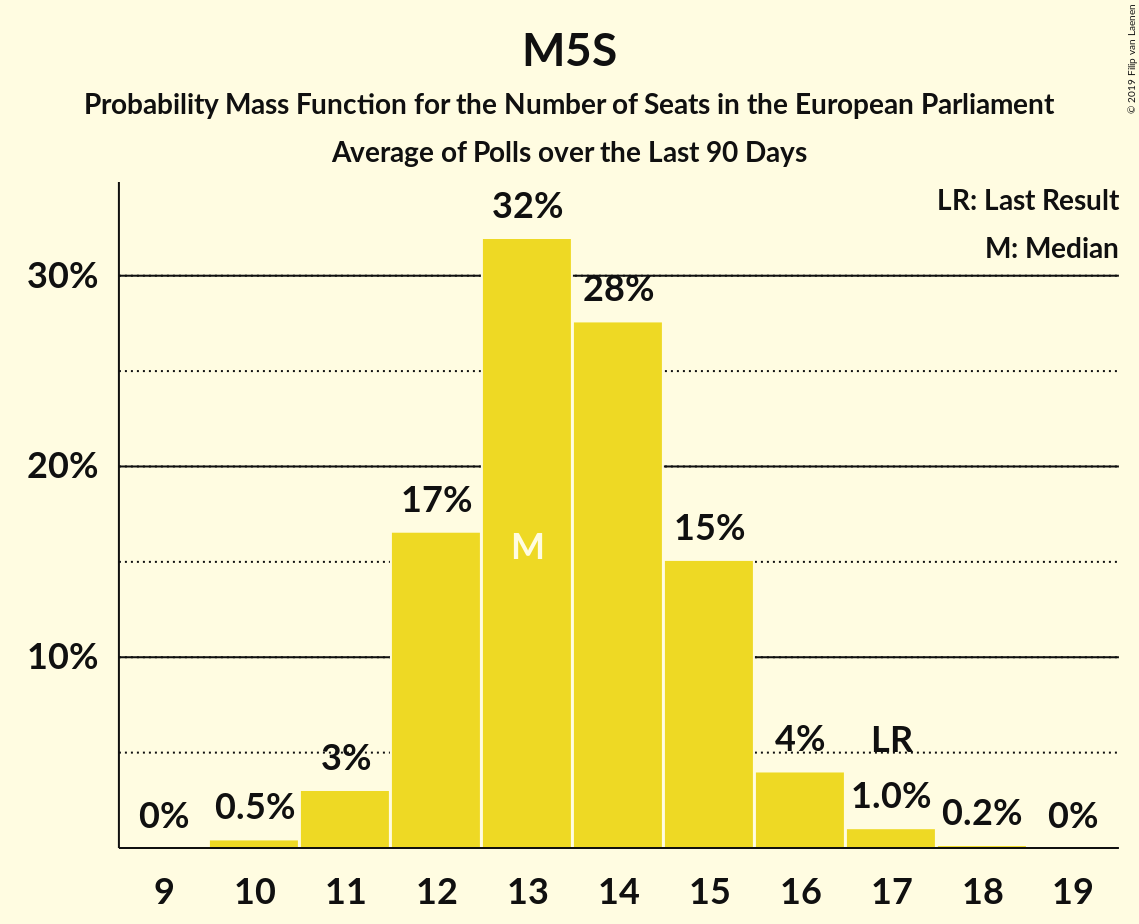 M5S
Probability Mass Function for the Number of Seats in the European Parliament
Average of Polls over the Last 90 Days
© 2019 Filip van Laenen
LR: Last Result
M: Median
30%
20%
10%
0%
0.5%
3%
17%
32%
M
28%
15%
4%
LR
1.0%
0.2%
0%
9 10 11 12 13 14 15 16 17 18 19